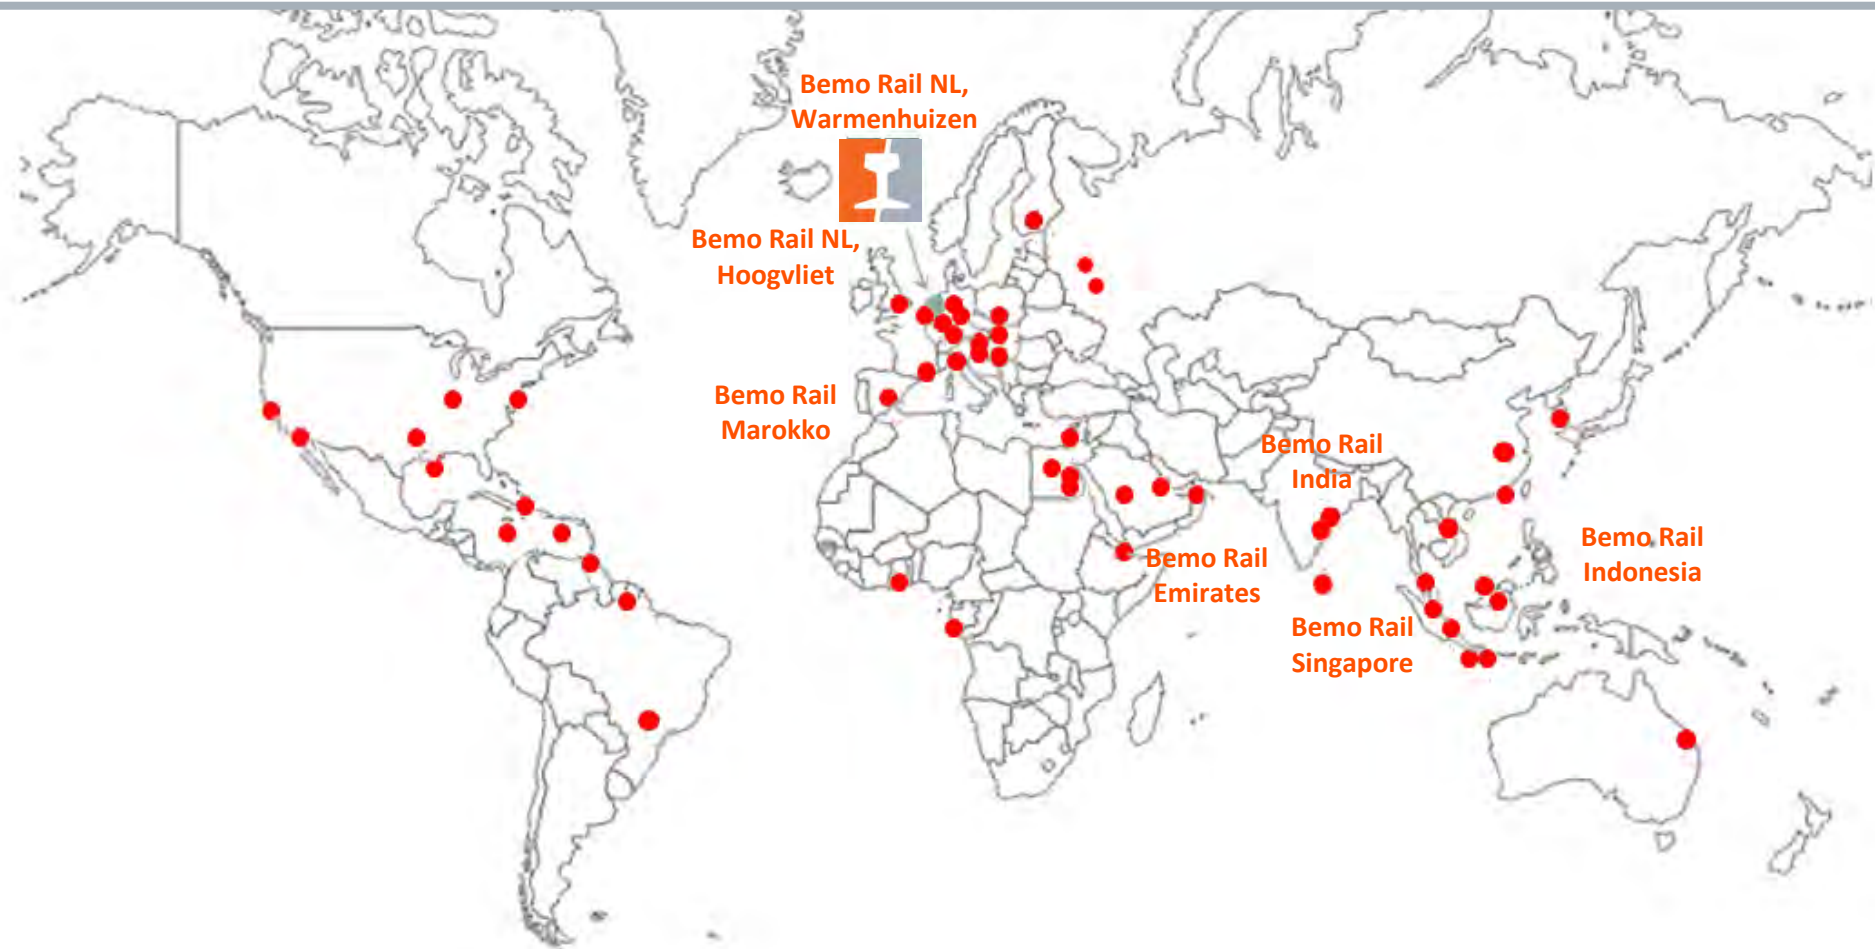 Bemo Rail NL,
Warmenhuizen
Bemo Rail NL,
Hoogvliet
Bemo Rail
Marokko
Bemo Rail
India
Bemo Rail
Emirates
Bemo Rail
Indonesia
Bemo Rail
Singapore